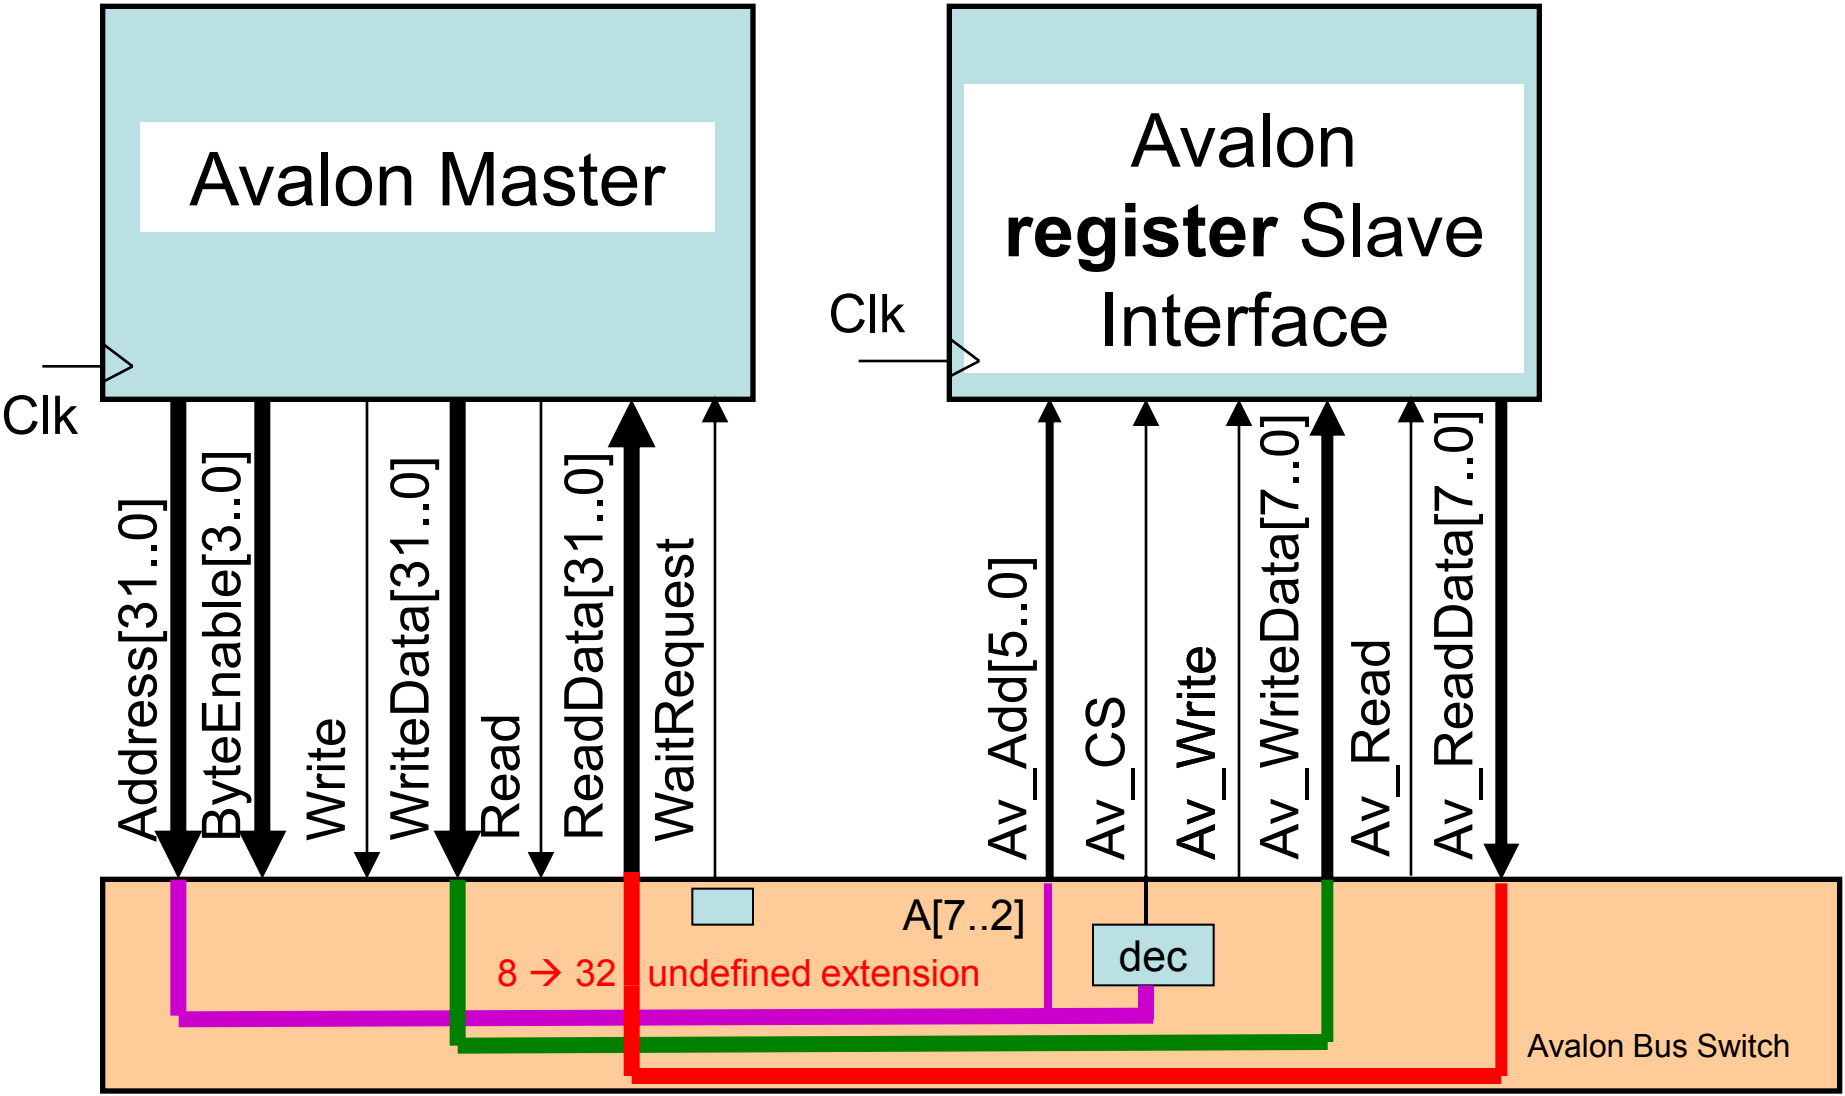 Avalon Master
Avalon
register Slave
Interface
Clk
Clk
Address[31..0]
ByteEnable[3..0]
Write
WriteData[31..0]
Read
ReadData[31..0]
WaitRequest
Av_Add[5..0]
Av_CS
Av_Write
Av_WriteData[7..0]
Av_Read
Av_ReadData[7..0]
A[7..2]
dec
8 → 32 undefined extension
Avalon Bus Switch